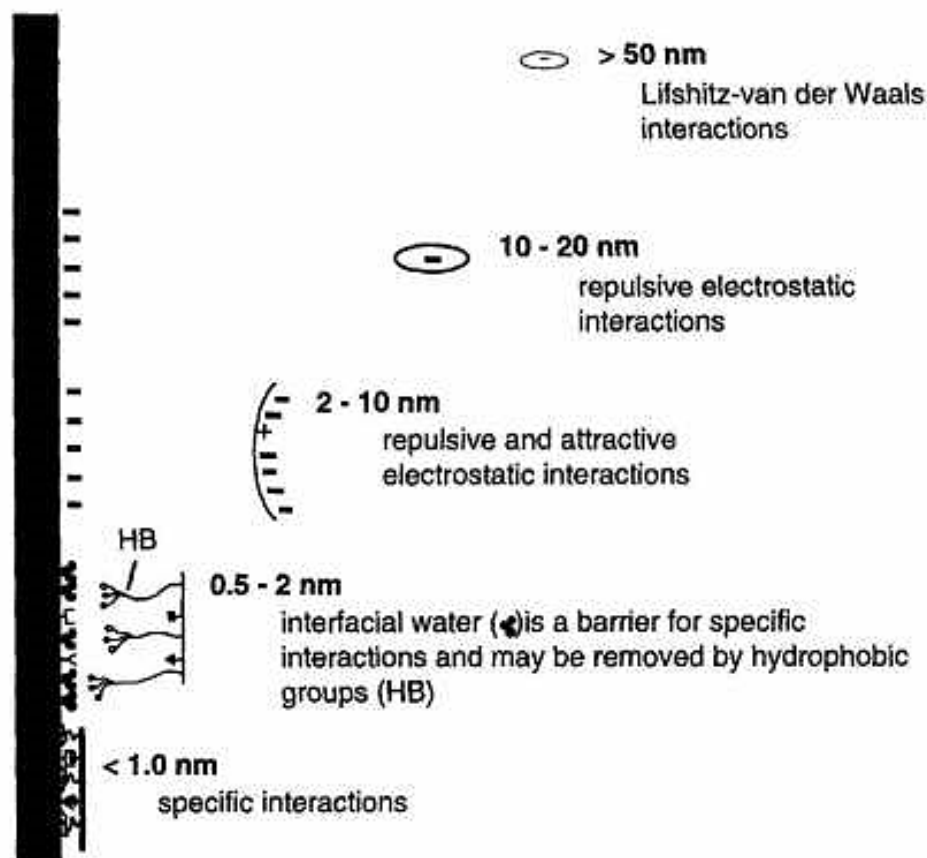 > 50 nm
Lifshitz-van der Waals
interactions
10 - 20 nm
repulsive electrostatic
interactions
2 - 10 nm
repulsive and attractive
electrostatic interactions
HB
0.5 - 2 nm
interfacial water ( )is a barrier for specific
interactions and may be removed by hydrophobic
groups (HB)
< 1.0 nm
specific interactions